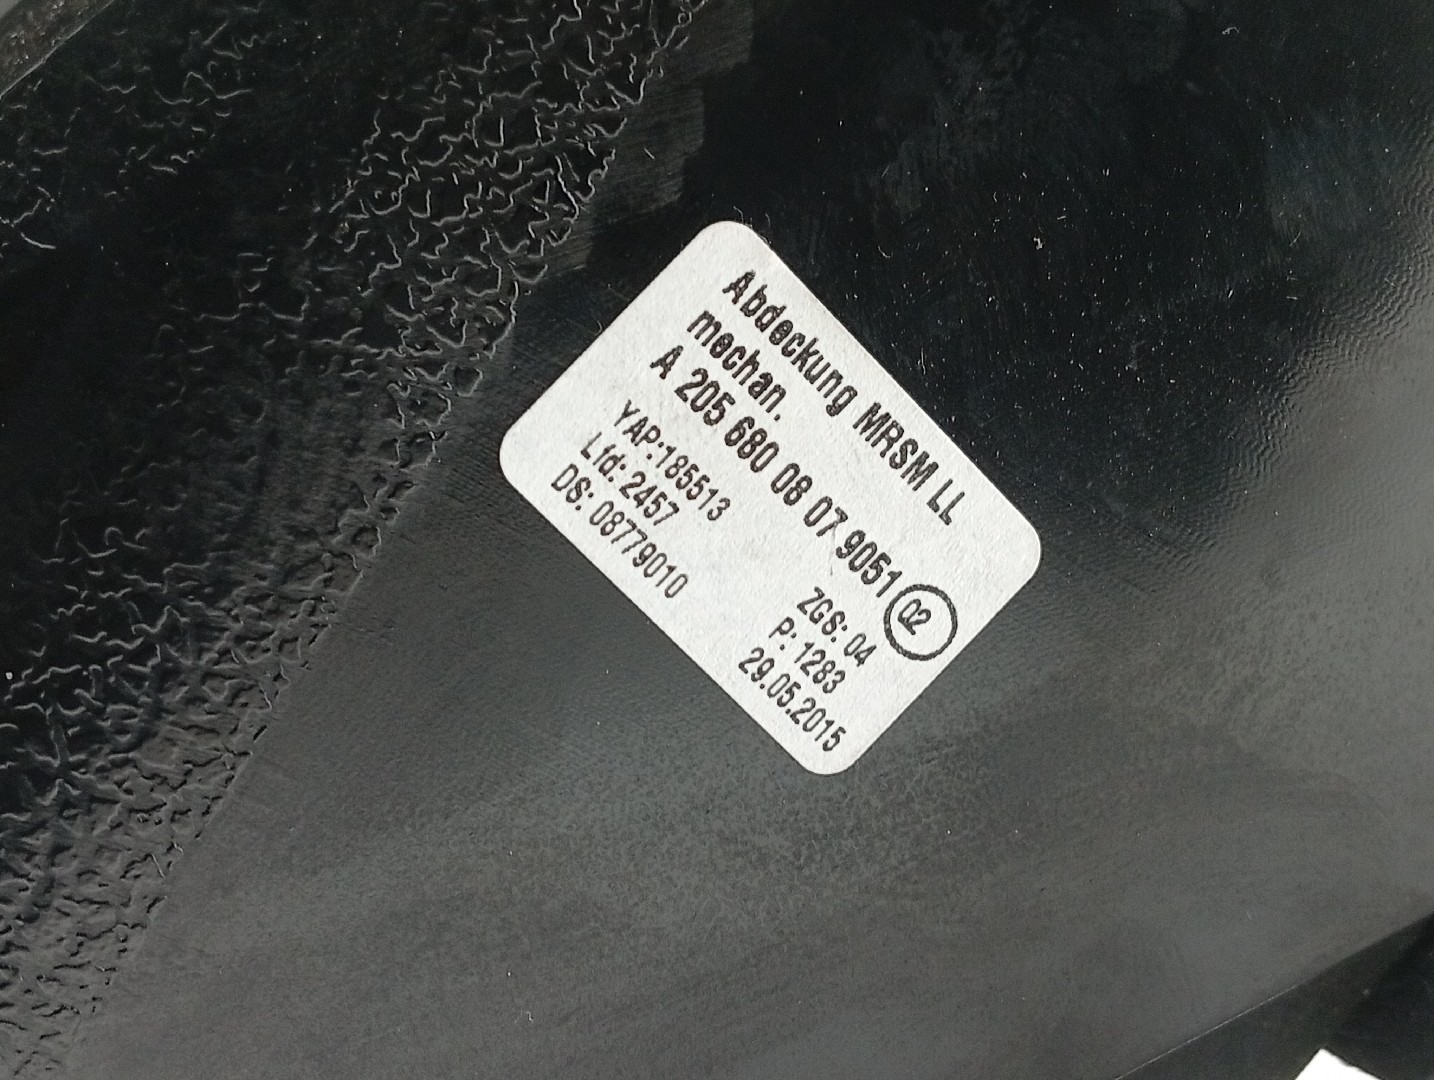 Abdeckung MRSM LL
mechan.
A 205 680 08 07 9051 Q2
YAP:185513 ZGS: 04
Lfd: 2457 P: 1283
DS: 08779010 29.05.2015